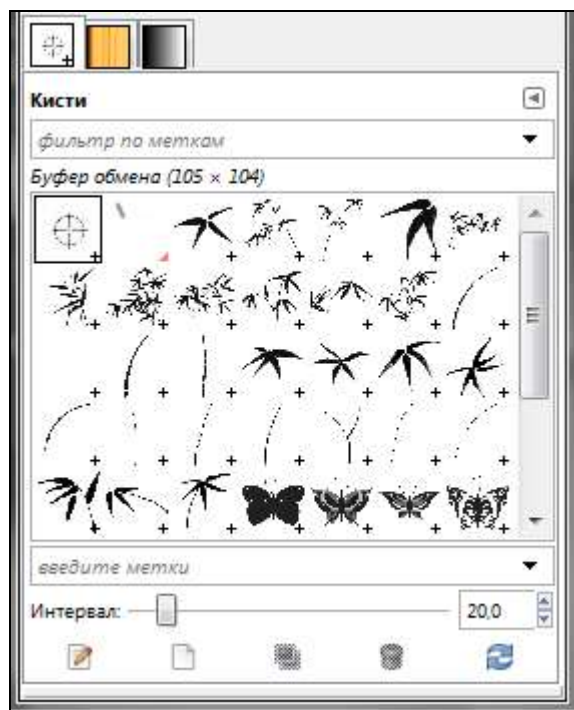 Кисти
фильтр по меткам
Буфер обмена (105 × 104)
введите метки
Интервал: 20,0